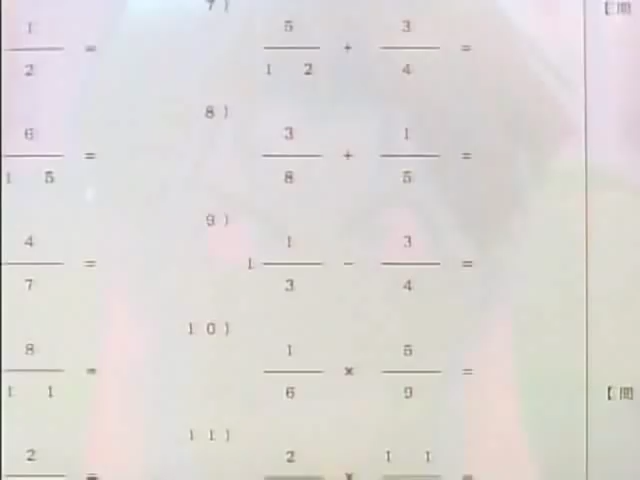 1/2 =
7) 5/12 + 3/4 =
【問
6/15 =
8) 3/8 + 1/5 =
4/7 =
9) 1 1/3 - 3/4 =
8/11 =
10) 1/6 × 5/9 =
【問
2
11) 2 × 11 =